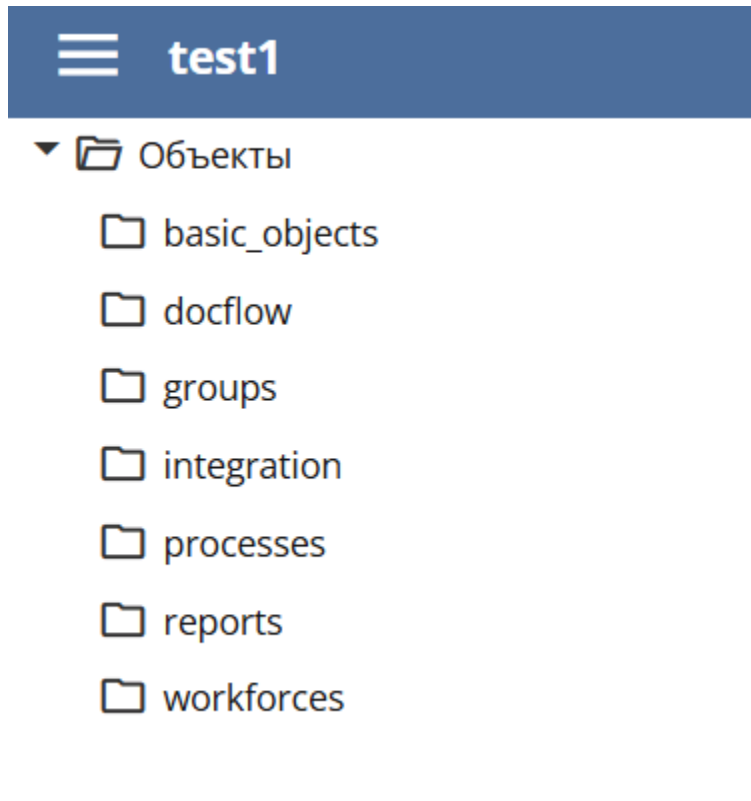 test1
Объекты
basic_objects
docflow
groups
integration
processes
reports
workforces